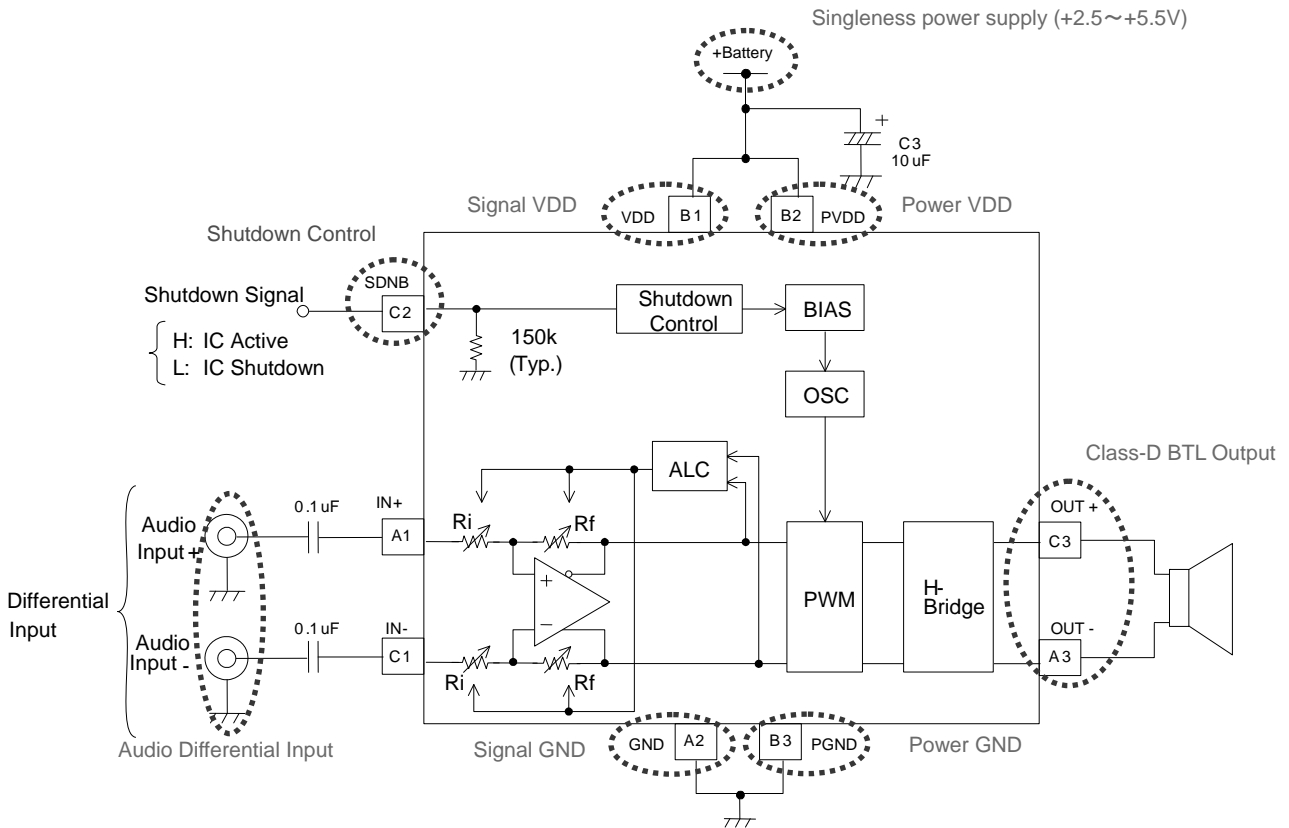 Singleness power supply (+2.5～+5.5V)
+Battery
+
C3
10 uF
Signal VDD
VDD
B1
B2
PVDD
Power VDD
Shutdown Control
SDNB
Shutdown Signal
C2
H: IC Active
L: IC Shutdown
150k
(Typ.)
Shutdown
Control
BIAS
OSC
ALC
Class-D BTL Output
Differential
Input
Audio
Input +
0.1 uF
IN+
A1
Ri
Rf
+
−
PWM
H-
Bridge
OUT +
C3
Audio
Input -
0.1 uF
IN-
C1
Ri
Rf
OUT -
A3
Audio Differential Input
Signal GND
GND
A2
B3
PGND
Power GND